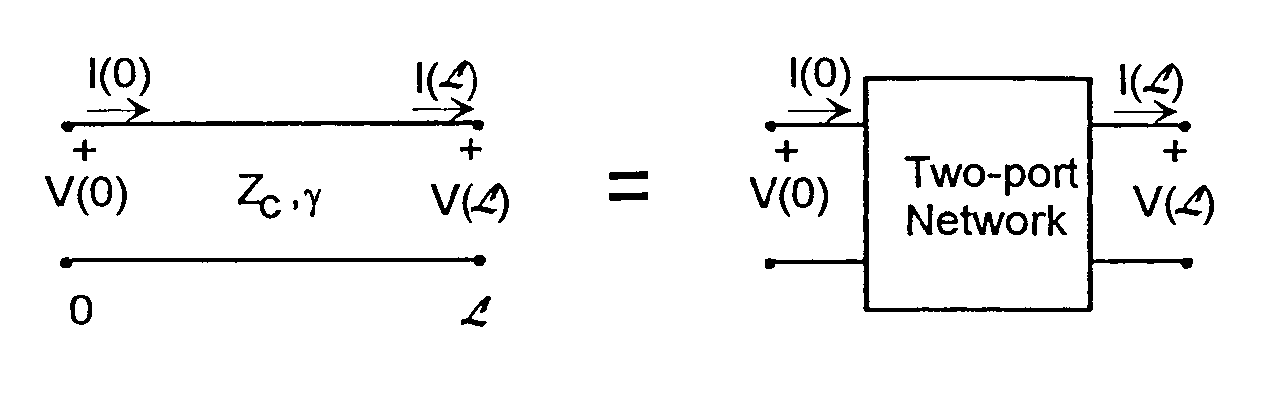 I(0) I(ℒ) I(0) I(ℒ)
+ + = + +
V(0) Z_C, γ V(ℒ) V(0) Two-port V(ℒ)
Network
0 ℒ